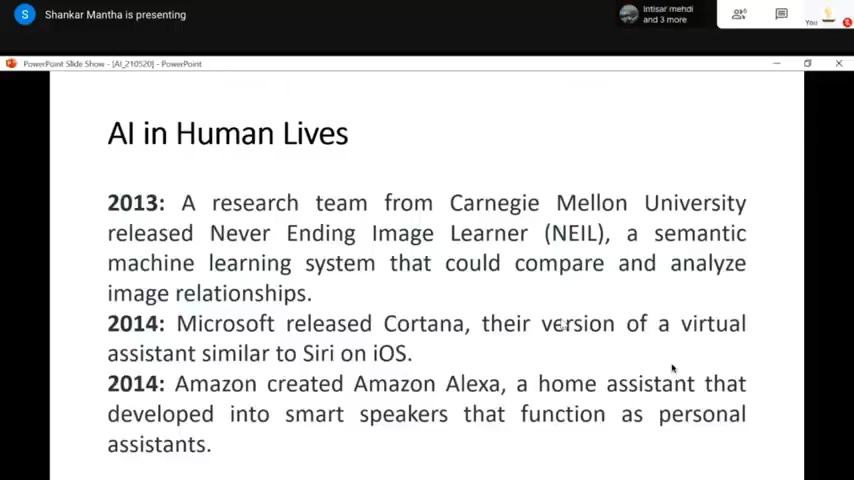 S
Shankar Mantha is presenting
Intisar mehdi
and 3 more
6
You
PowerPoint Slide Show - [AI_210520] - PowerPoint
AI in Human Lives
2013: A research team from Carnegie Mellon University
released Never Ending Image Learner (NEIL), a semantic
machine learning system that could compare and analyze
image relationships.
2014: Microsoft released Cortana, their version of a virtual
assistant similar to Siri on iOS.
2014: Amazon created Amazon Alexa, a home assistant that
developed into smart speakers that function as personal
assistants.